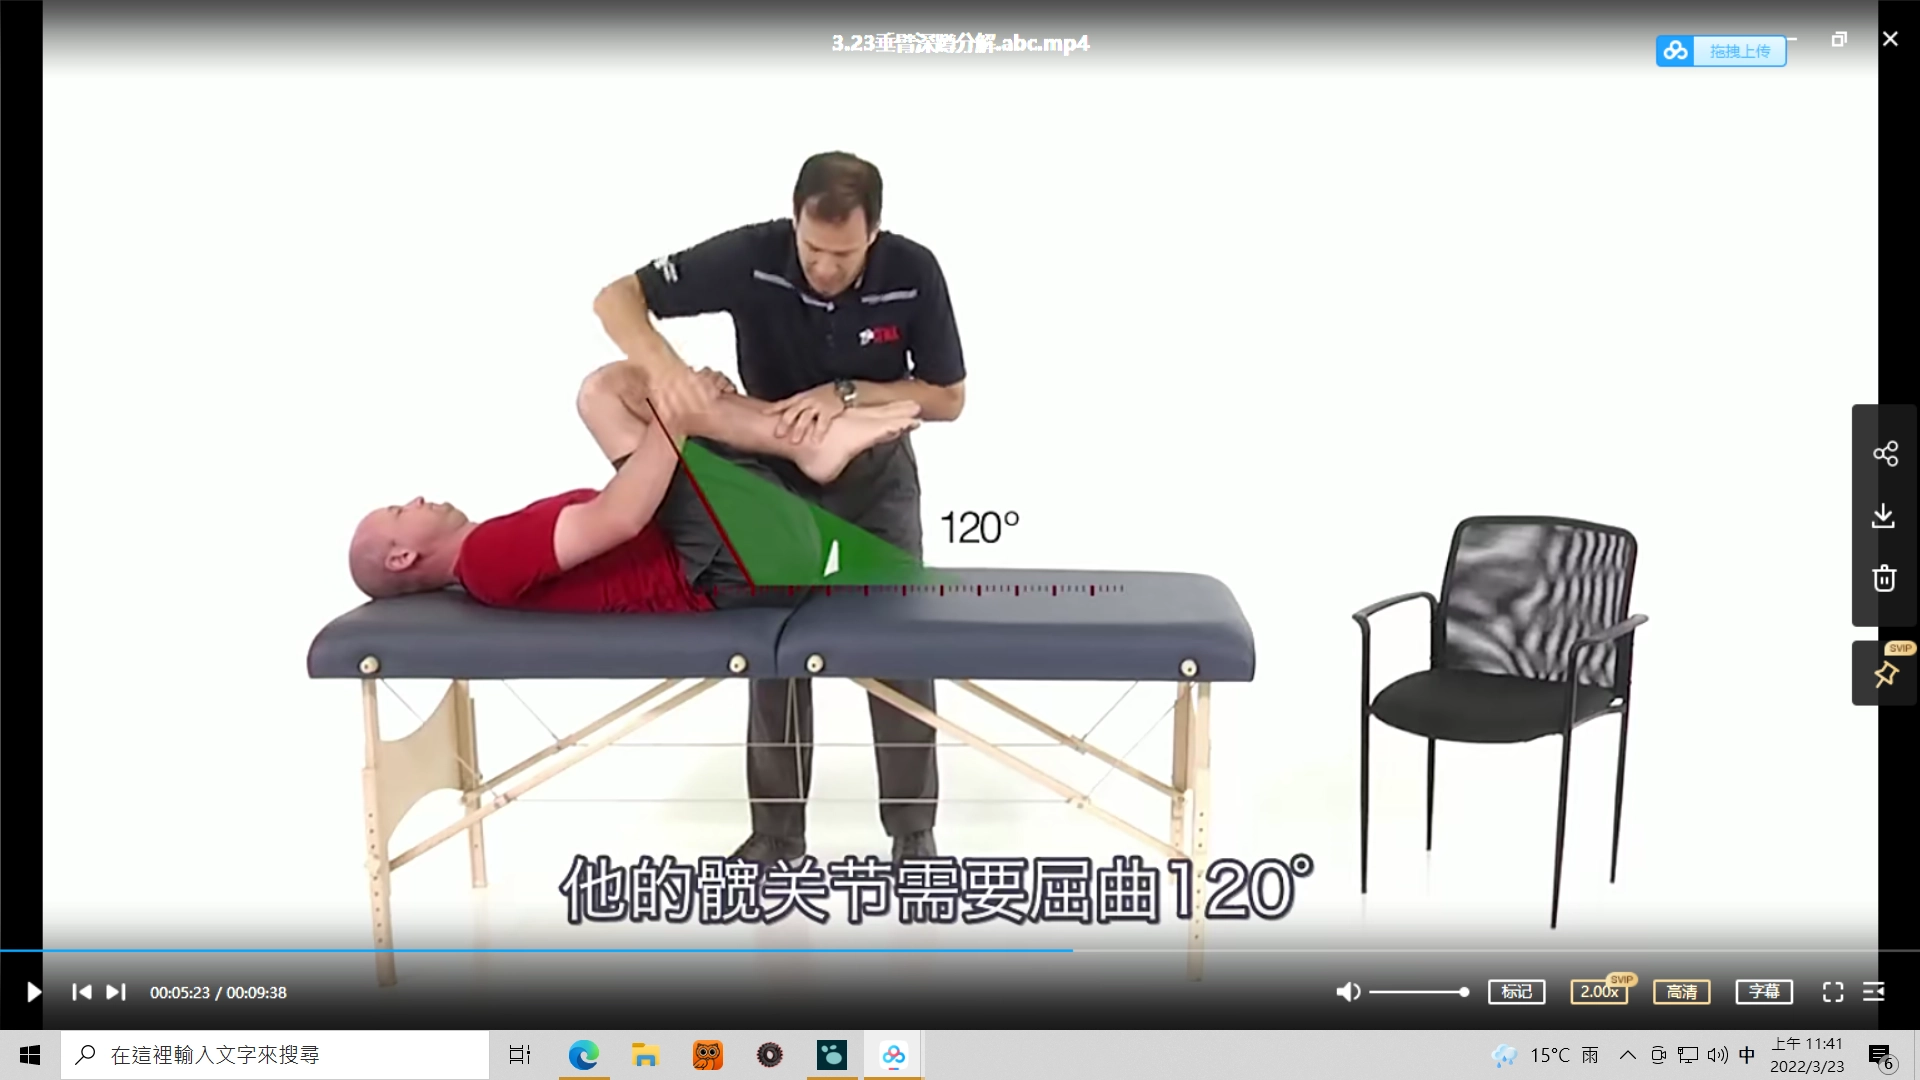 3.23垂臂深蹲分解.abc.mp4
拖拽上传
120°
SVIP
他的髋关节需要屈曲120°
00:05:23 / 00:09:38
标记
2.00x
SVIP
高清
字幕
在這裡輸入文字來搜尋
15°C 雨
中
上午 11:41
2022/3/23
6